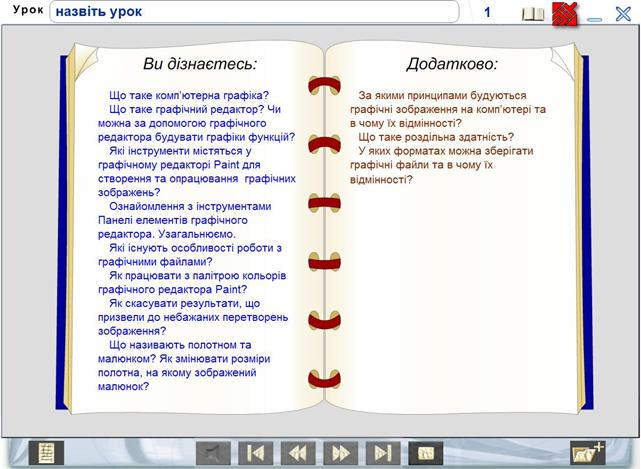 Урок назвіть урок 1
Ви дізнаєтесь:
Що таке комп'ютерна графіка?
Що таке графічний редактор? Чи
можна за допомогою графічного
редактора будувати графіки функцій?
Які інструменти містяться у
графічному редакторі Paint для
створення та опрацювання графічних
зображень?
Ознайомлення з інструментами
Панелі елементів графічного
редактора. Узагальнюємо.
Які існують особливості роботи з
графічними файлами?
Як працювати з палітрою кольорів
графічного редактора Paint?
Як скасувати результати, що
призвели до небажаних перетворень
зображення?
Що називають полотном та
малюнком? Як змінювати розміри
полотна, на якому зображений
малюнок?
Додатково:
За якими принципами будуються
графічні зображення на комп'ютері та
в чому їх відмінності?
Що таке роздільна здатність?
У яких форматах можна зберігати
графічні файли та в чому їх
відмінності?